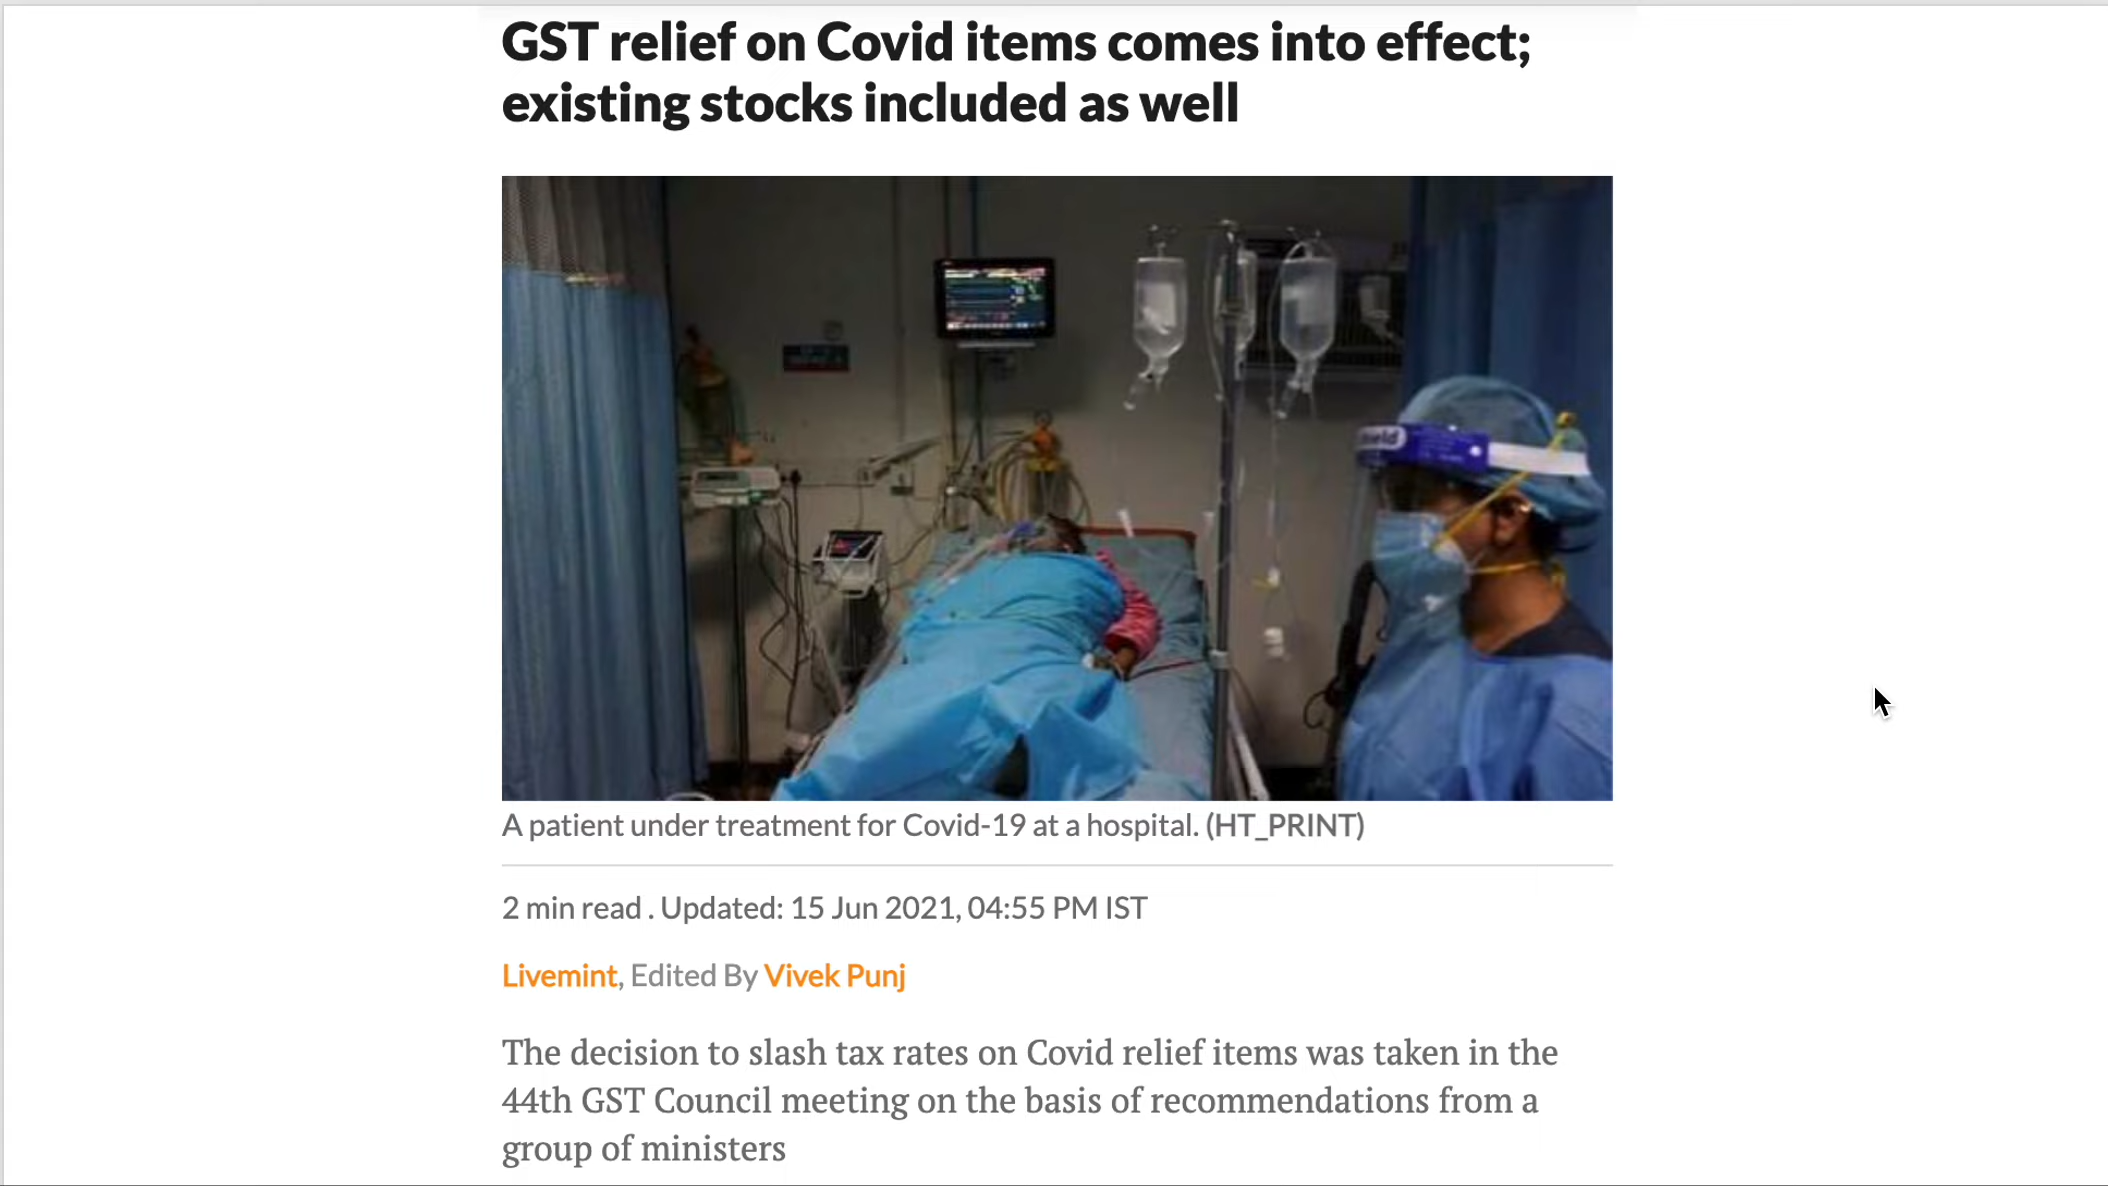 GST relief on Covid items comes into effect;
existing stocks included as well
A patient under treatment for Covid-19 at a hospital. (HT_PRINT)
2 min read . Updated: 15 Jun 2021, 04:55 PM IST
Livemint, Edited By Vivek Punj
The decision to slash tax rates on Covid relief items was taken in the
44th GST Council meeting on the basis of recommendations from a
group of ministers